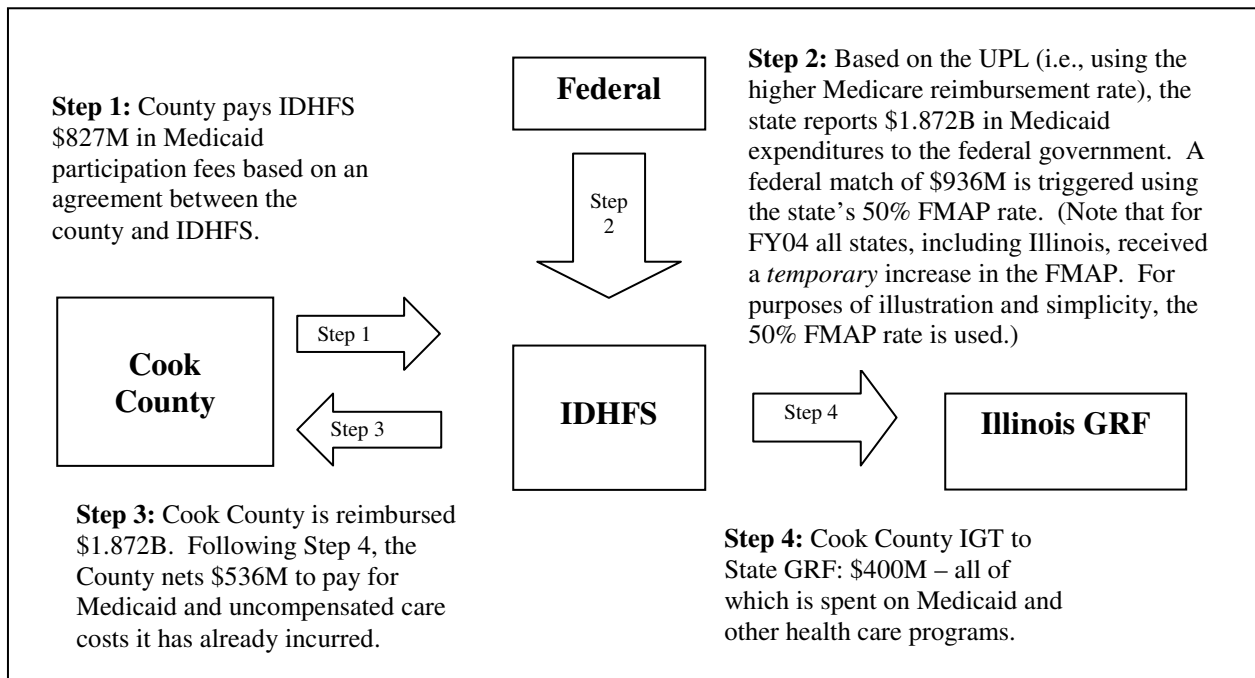 Step 1: County pays IDHFS
$827M in Medicaid
participation fees based on an
agreement between the
county and IDHFS.
Federal
Step
2
Step 2: Based on the UPL (i.e., using the
higher Medicare reimbursement rate), the
state reports $1.872B in Medicaid
expenditures to the federal government.  A
federal match of $936M is triggered using
the state's 50% FMAP rate.  (Note that for
FY04 all states, including Illinois, received
a temporary increase in the FMAP.  For
purposes of illustration and simplicity, the
50% FMAP rate is used.)
Cook
County
Step 1
Step 3
IDHFS
Step 4
Illinois GRF
Step 3: Cook County is reimbursed
$1.872B.  Following Step 4, the
County nets $536M to pay for
Medicaid and uncompensated care
costs it has already incurred.
Step 4: Cook County IGT to
State GRF: $400M – all of
which is spent on Medicaid and
other health care programs.